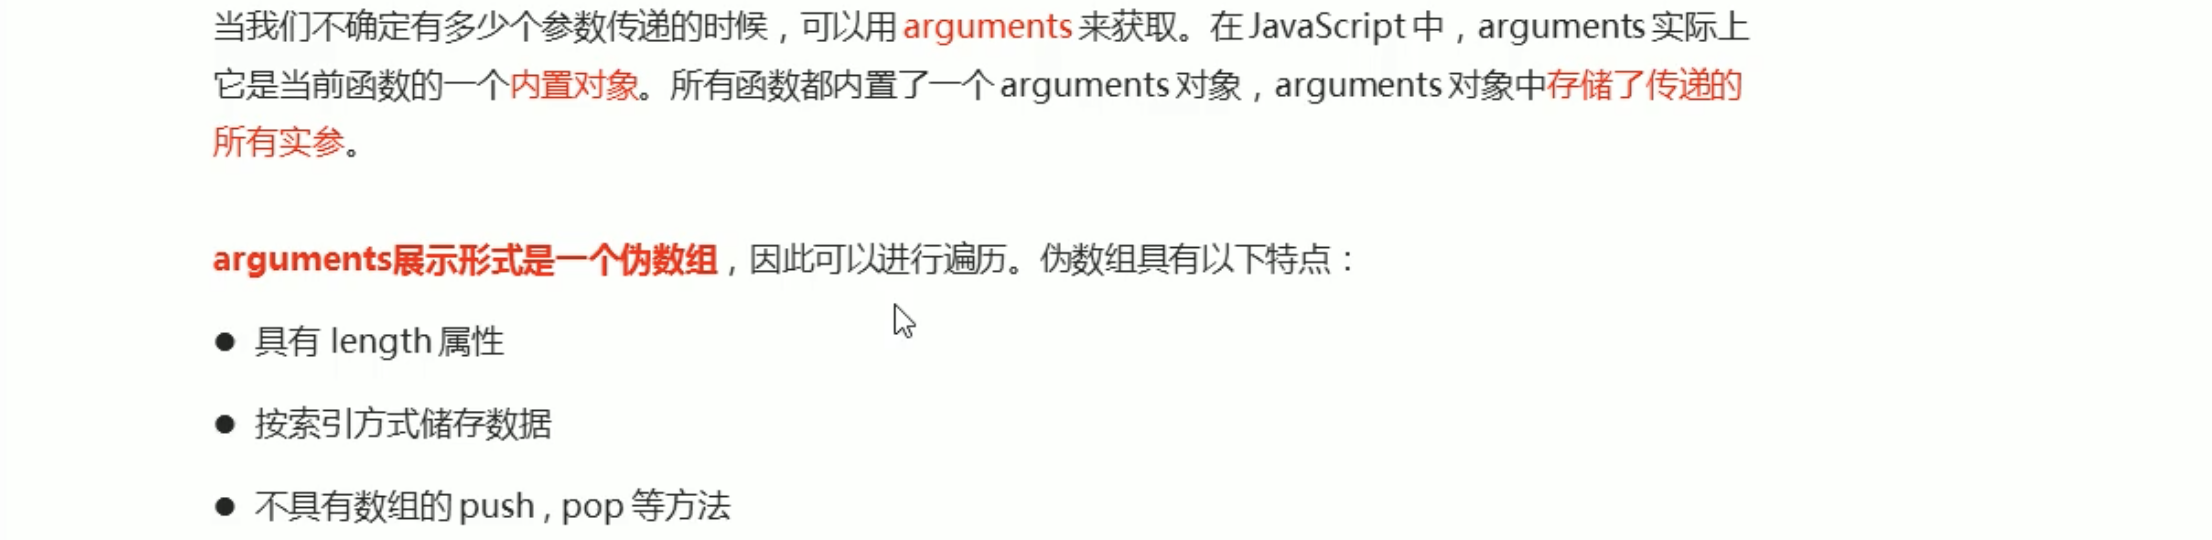 当我们不确定有多少个参数传递的时候，可以用 arguments 来获取。在 JavaScript 中，arguments 实际上
它是当前函数的一个内置对象。所有函数都内置了一个 arguments 对象，arguments 对象中存储了传递的
所有实参。
arguments展示形式是一个伪数组，因此可以进行遍历。伪数组具有以下特点：
● 具有 length 属性
● 按索引方式储存数据
● 不具有数组的 push , pop 等方法